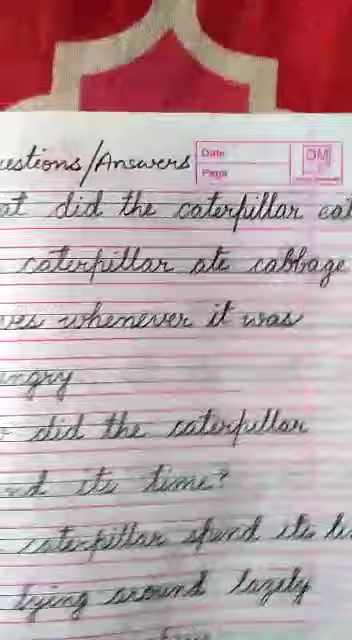 estions/Answers
Date
Page
DM
at did the caterpillar eat
caterpillar ate cabbage
ves whenever it was
ngry
did the caterpillar
nd its time?
caterpillar spend its
lying around lazily